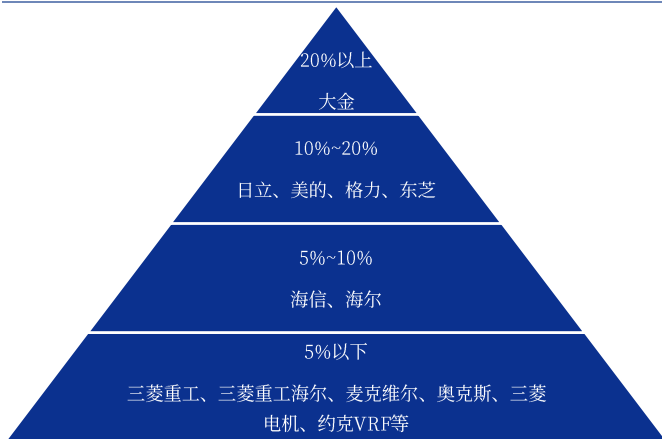 20%以上
大金
10%~20%
日立、美的、格力、东芝
5%~10%
海信、海尔
5%以下
三菱重工、三菱重工海尔、麦克维尔、奥克斯、三菱
电机、约克VRF等